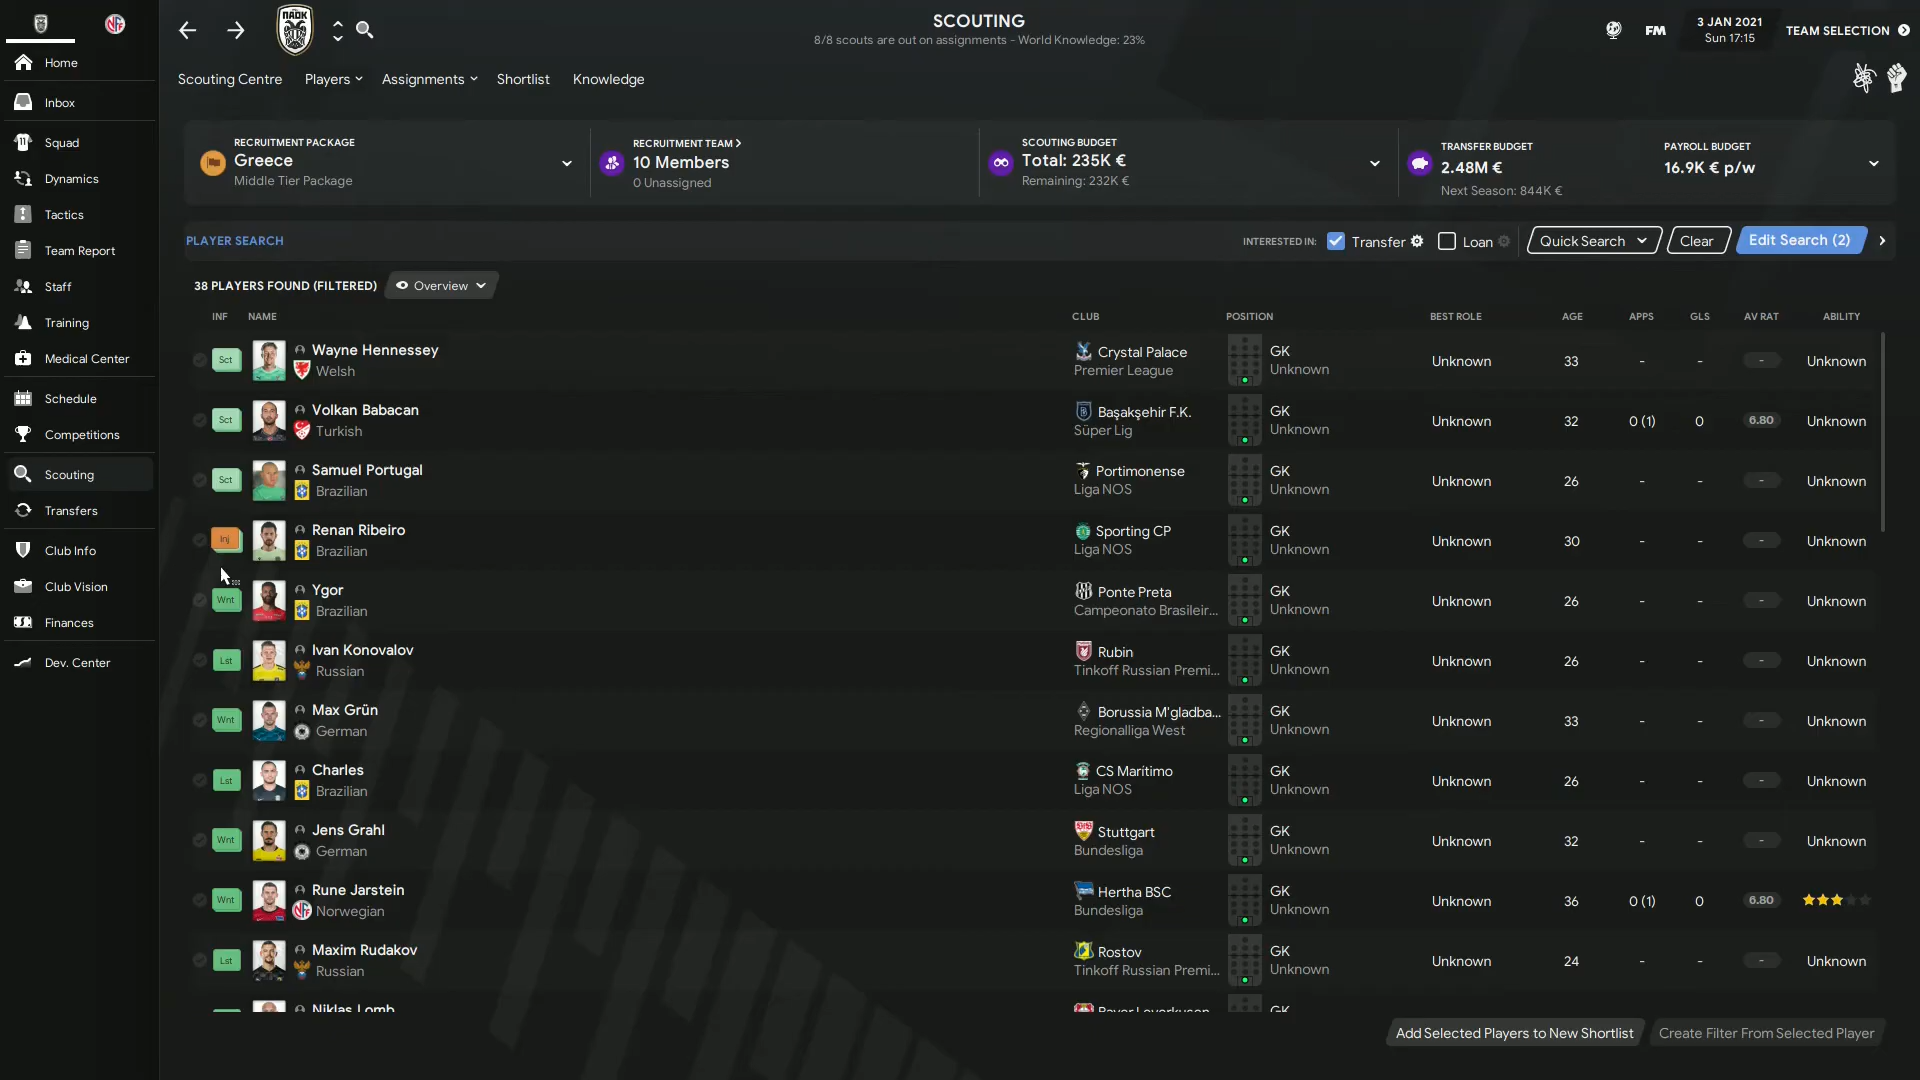 SCOUTING
8/8 scouts are out on assignments - World Knowledge: 23%
FM
3 JAN 2021
Sun 17:15
TEAM SELECTION
Home
Inbox
Squad
Dynamics
Tactics
Team Report
Staff
Training
Medical Center
Schedule
Competitions
Scouting
Transfers
Club Info
Club Vision
Finances
Dev. Center
ΠΑΟΚ
Scouting Centre Players Assignments Shortlist Knowledge
RECRUITMENT PACKAGE
Greece
Middle Tier Package
RECRUITMENT TEAM
10 Members
0 Unassigned
SCOUTING BUDGET
Total: 235K €
Remaining: 232K €
TRANSFER BUDGET
2.48M €
Next Season: 844K €
PAYROLL BUDGET
16.9K € p/w
PLAYER SEARCH
INTERESTED IN: Transfer Loan Quick Search Clear Edit Search (2)
38 PLAYERS FOUND (FILTERED) Overview
INF NAME CLUB POSITION BEST ROLE AGE APPS GLS AV RAT ABILITY
Sct Wayne Hennessey Crystal Palace GK Unknown 33 - - - Unknown
Welsh Premier League Unknown
Sct Volkan Babacan Başakşehir F.K. GK Unknown 32 0 (1) 0 6.80 Unknown
Turkish Süper Lig Unknown
Sct Samuel Portugal Portimonense GK Unknown 26 - - - Unknown
Brazilian Liga NOS Unknown
Inj Renan Ribeiro Sporting CP GK Unknown 30 - - - Unknown
Brazilian Liga NOS Unknown
Wnt Ygor Ponte Preta GK Unknown 26 - - - Unknown
Brazilian Campeonato Brasileir... Unknown
Lst Ivan Konovalov Rubin GK Unknown 26 - - - Unknown
Russian Tinkoff Russian Premi... Unknown
Wnt Max Grün Borussia M'gladba... GK Unknown 33 - - - Unknown
German Regionalliga West Unknown
Lst Charles CS Marítimo GK Unknown 26 - - - Unknown
Brazilian Liga NOS Unknown
Wnt Jens Grahl Stuttgart GK Unknown 32 - - - Unknown
German Bundesliga Unknown
Wnt Rune Jarstein Hertha BSC GK Unknown 36 0 (1) 0 6.80
Norwegian Bundesliga Unknown
Lst Maxim Rudakov Rostov GK Unknown 24 - - - Unknown
Russian Tinkoff Russian Premi... Unknown
Niklas Lomb Bayer Leverkusen GK
Add Selected Players to New Shortlist Create Filter From Selected Player